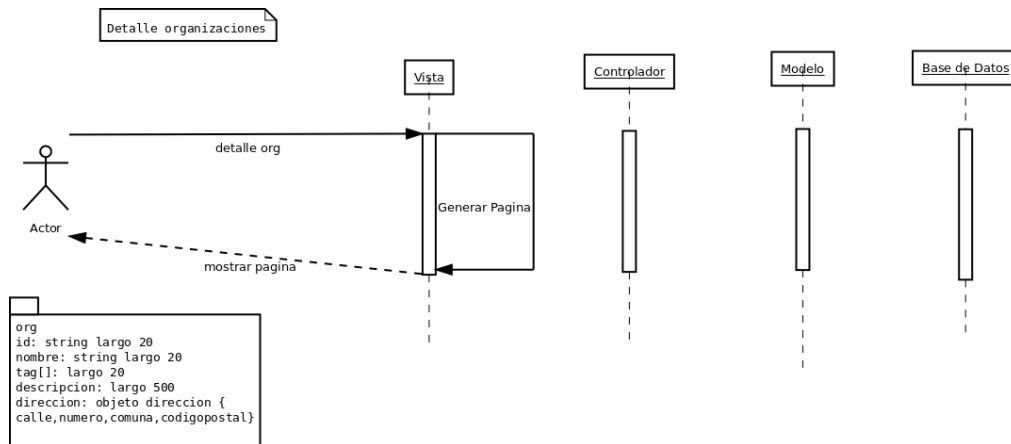 Detalle organizaciones
Vista
Controlador
Modelo
Base de Datos
detalle org
Generar Pagina
Actor
mostrar pagina
org
id: string largo 20
nombre: string largo 20
tag[]: largo 20
descripcion: largo 500
direccion: objeto direccion {
calle,numero,comuna,codigopostal}